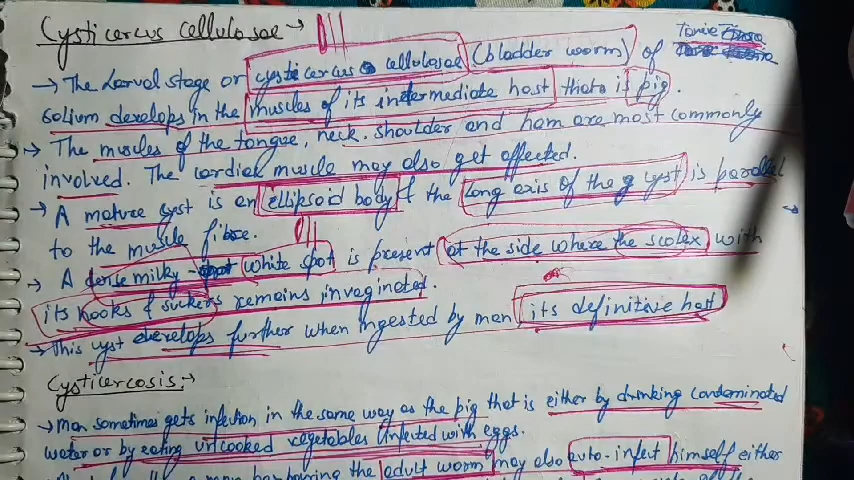 Cysticercus cellulosae →
→ The Larval stage or cysticercus cellulosae (bladder worm) of Tænie
solium develops in the muscles of its intermediate host thats is pig.
→ The muscles of the tongue, neck, shoulder and ham are most commonly
involved. The cardiac muscle may also get affected.
→ A mature cyst is an ellipsoid body & the long axis of the cyst is parallel
to the muscle fibre.
→ A dense milky - white spot is present at the side where the scolex with
its hooks & suckers remains invaginated.
→ This cyst develops further when ingested by man its definitive host
Cysticercosis :→
→ Man sometimes gets infection in the same way as the pig that is either by drinking contaminated
water or by eating uncooked vegetables infected with eggs.
harbouring the adult worm may also auto-infect himself either